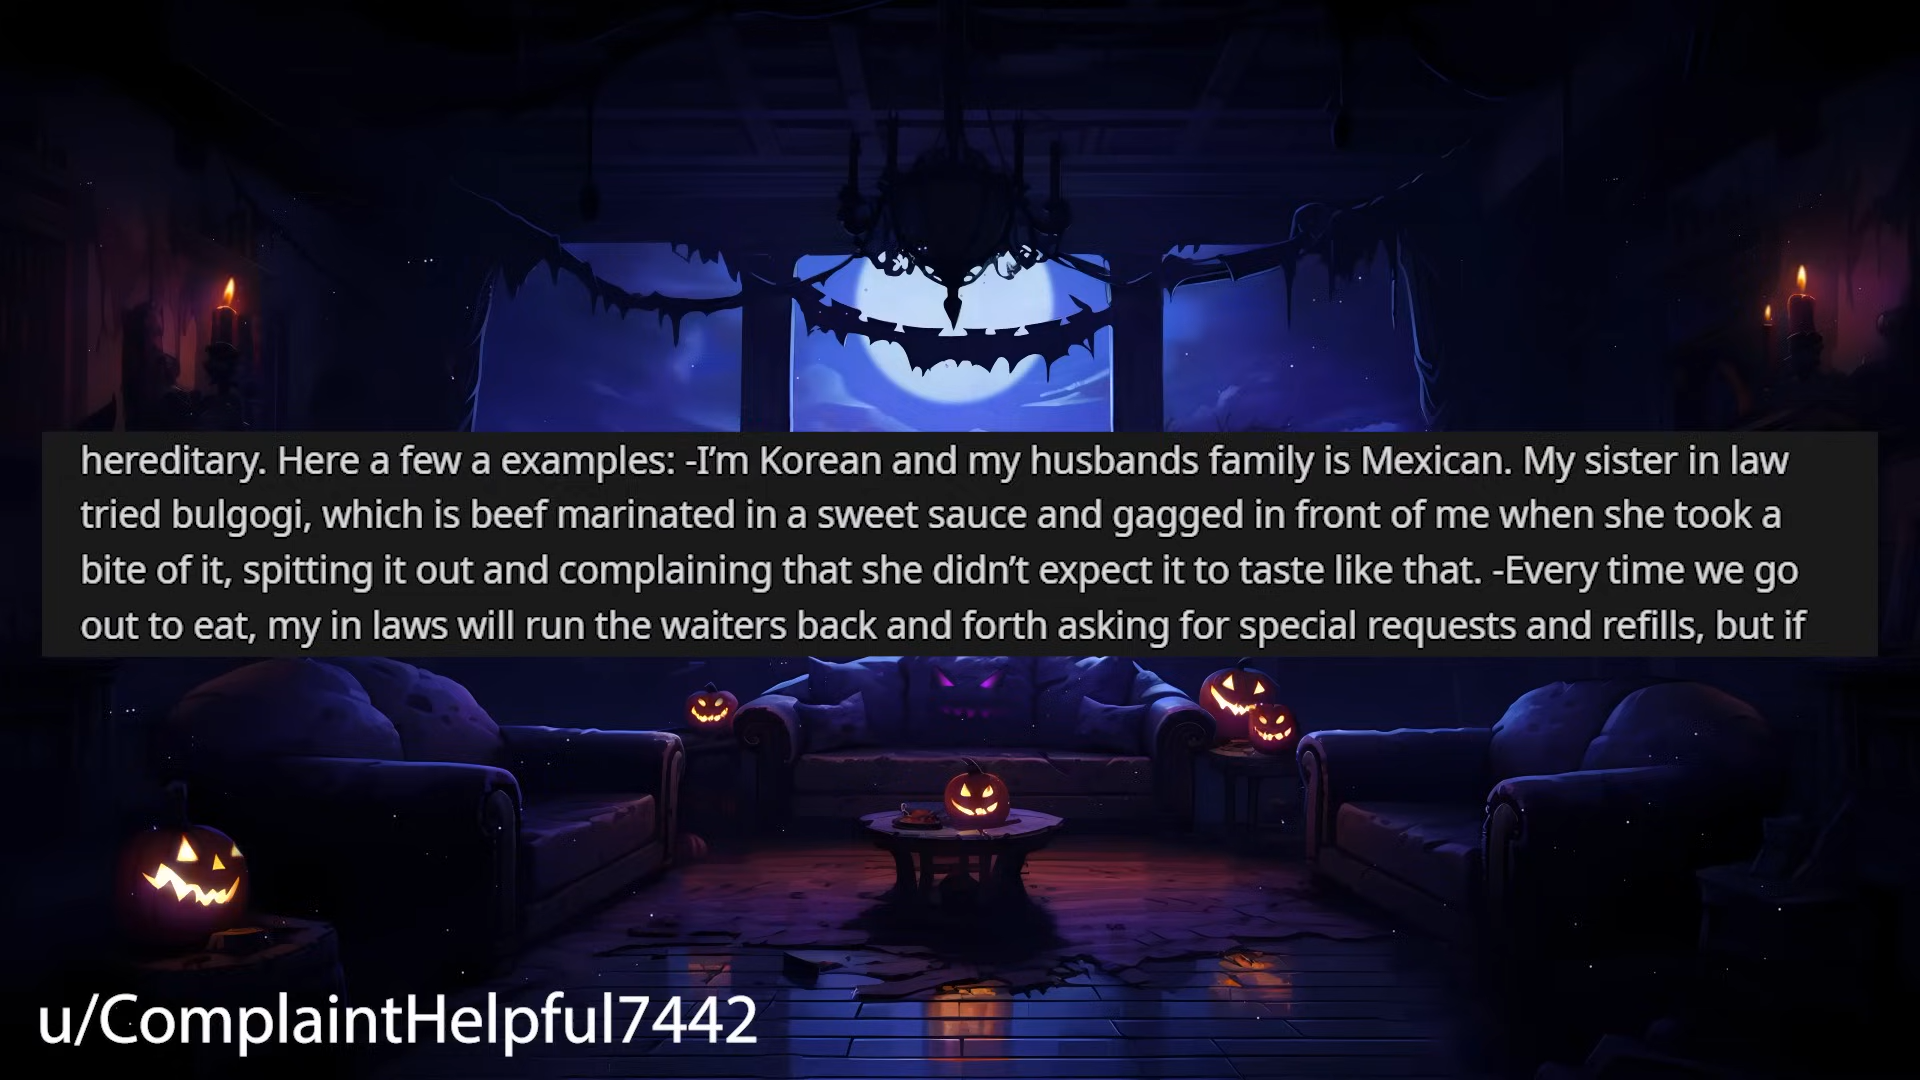 hereditary. Here a few a examples: -I’m Korean and my husbands family is Mexican. My sister in law
tried bulgogi, which is beef marinated in a sweet sauce and gagged in front of me when she took a
bite of it, spitting it out and complaining that she didn’t expect it to taste like that. -Every time we go
out to eat, my in laws will run the waiters back and forth asking for special requests and refills, but if
u/ComplaintHelpful7442